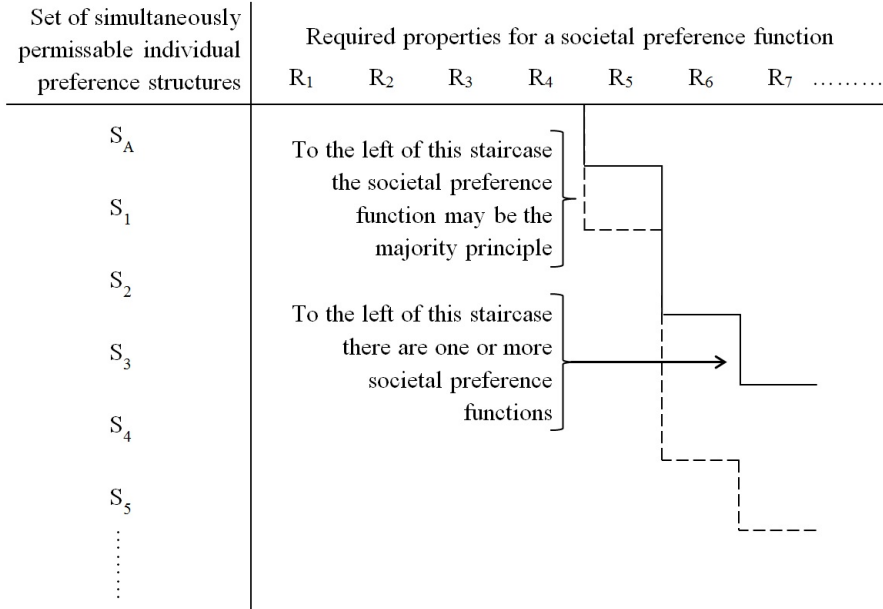 Set of simultaneously
permissable individual
preference structures
Required properties for a societal preference function
R1 R2 R3 R4 R5 R6 R7 ………
SA
S1
S2
S3
S4
S5
To the left of this staircase
the societal preference
function may be the
majority principle
To the left of this staircase
there are one or more
societal preference
functions